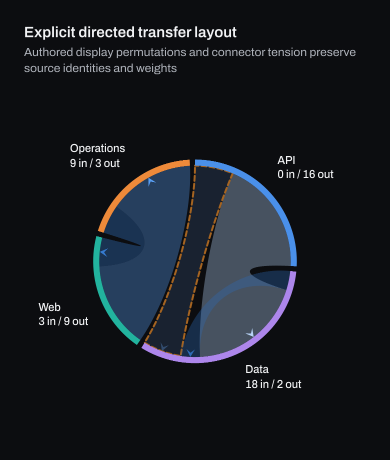 Explicit directed transfer layout
Authored display permutations and connector tension preserve
source identities and weights
Operations
9 in / 3 out
API
0 in / 16 out
Web
3 in / 9 out
Data
18 in / 2 out